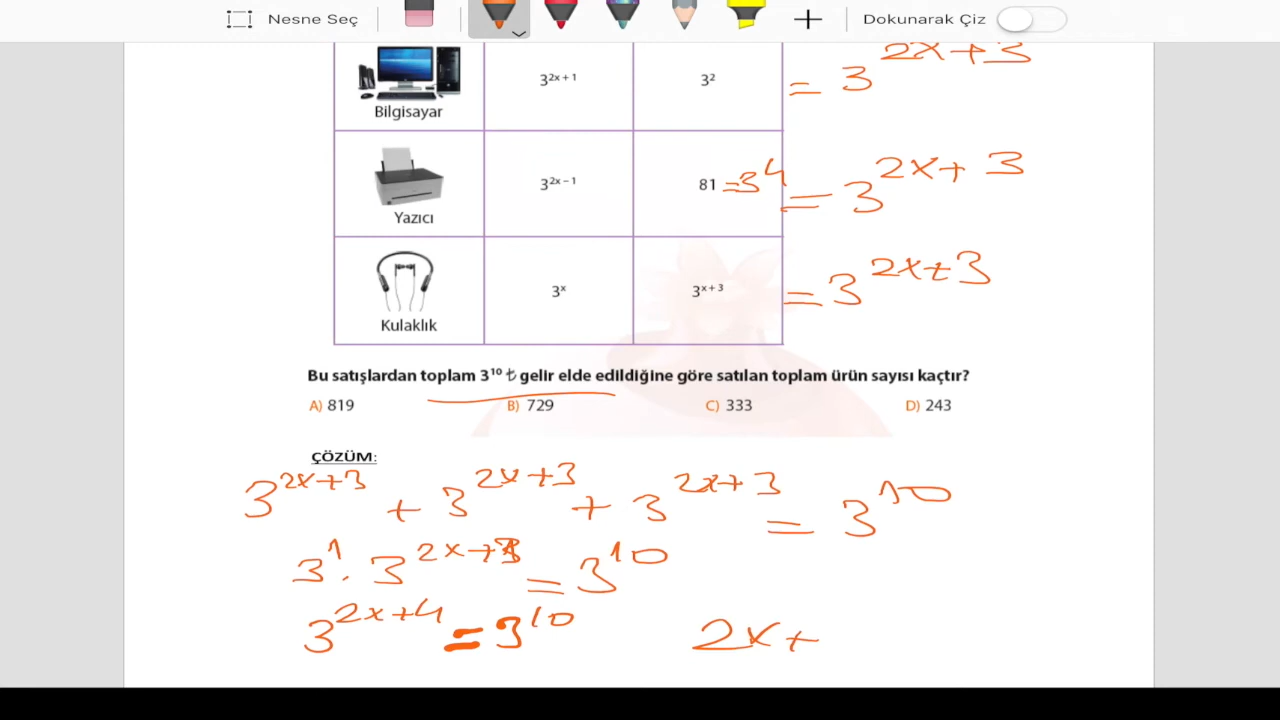 Nesne Seç Dokunarak Çiz
= 3^{2x+3}
3^{2x+1} 3^2
Bilgisayar
3^{2x-1} 81 =3^4 = 3^{2x+3}
Yazıcı
3^x 3^{x+3} = 3^{2x+3}
Kulaklık
Bu satışlardan toplam 3^{10} ₺ gelir elde edildiğine göre satılan toplam ürün sayısı kaçtır?
A) 819 B) 729 C) 333 D) 243
ÇÖZÜM:
3^{2x+3} + 3^{2x+3} + 3^{2x+3} = 3^{10}
3^1 . 3^{2x+3} = 3^{10}
3^{2x+4} = 3^{10} 2x+